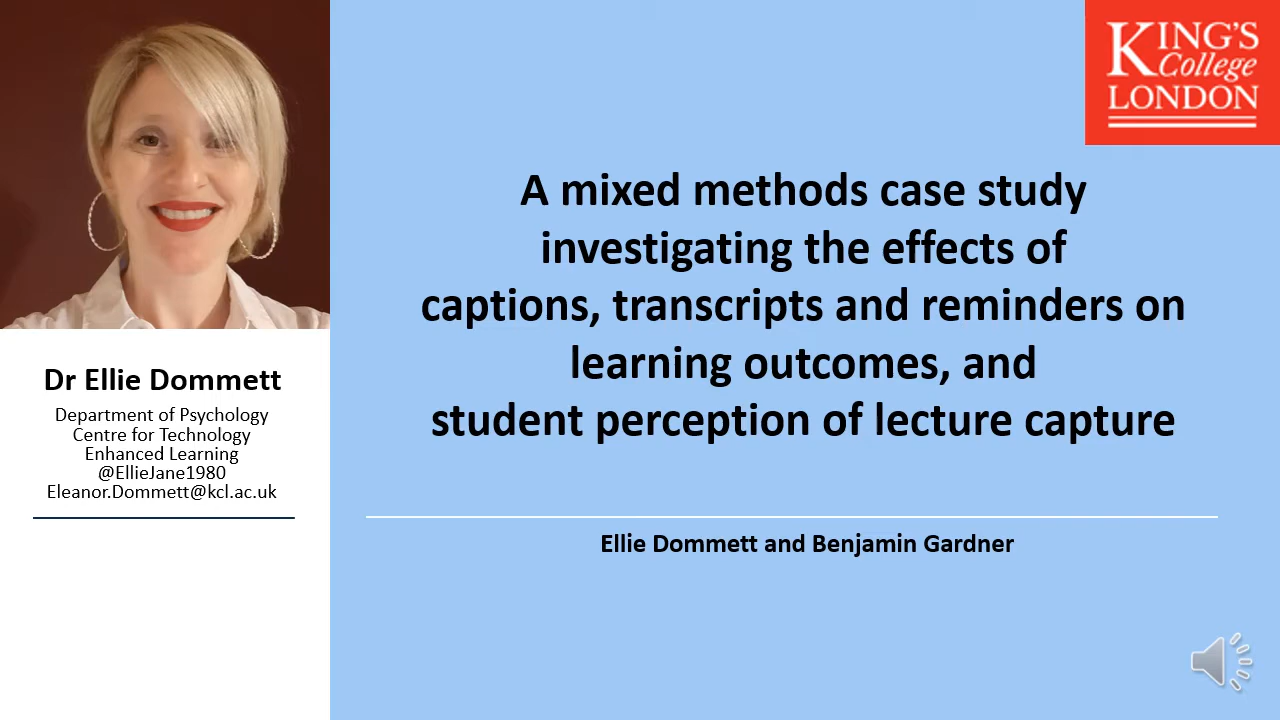 KING'S
College
LONDON
A mixed methods case study
investigating the effects of
captions, transcripts and reminders on
learning outcomes, and
student perception of lecture capture
Ellie Dommett and Benjamin Gardner
Dr Ellie Dommett
Department of Psychology
Centre for Technology
Enhanced Learning
@EllieJane1980
Eleanor.Dommett@kcl.ac.uk